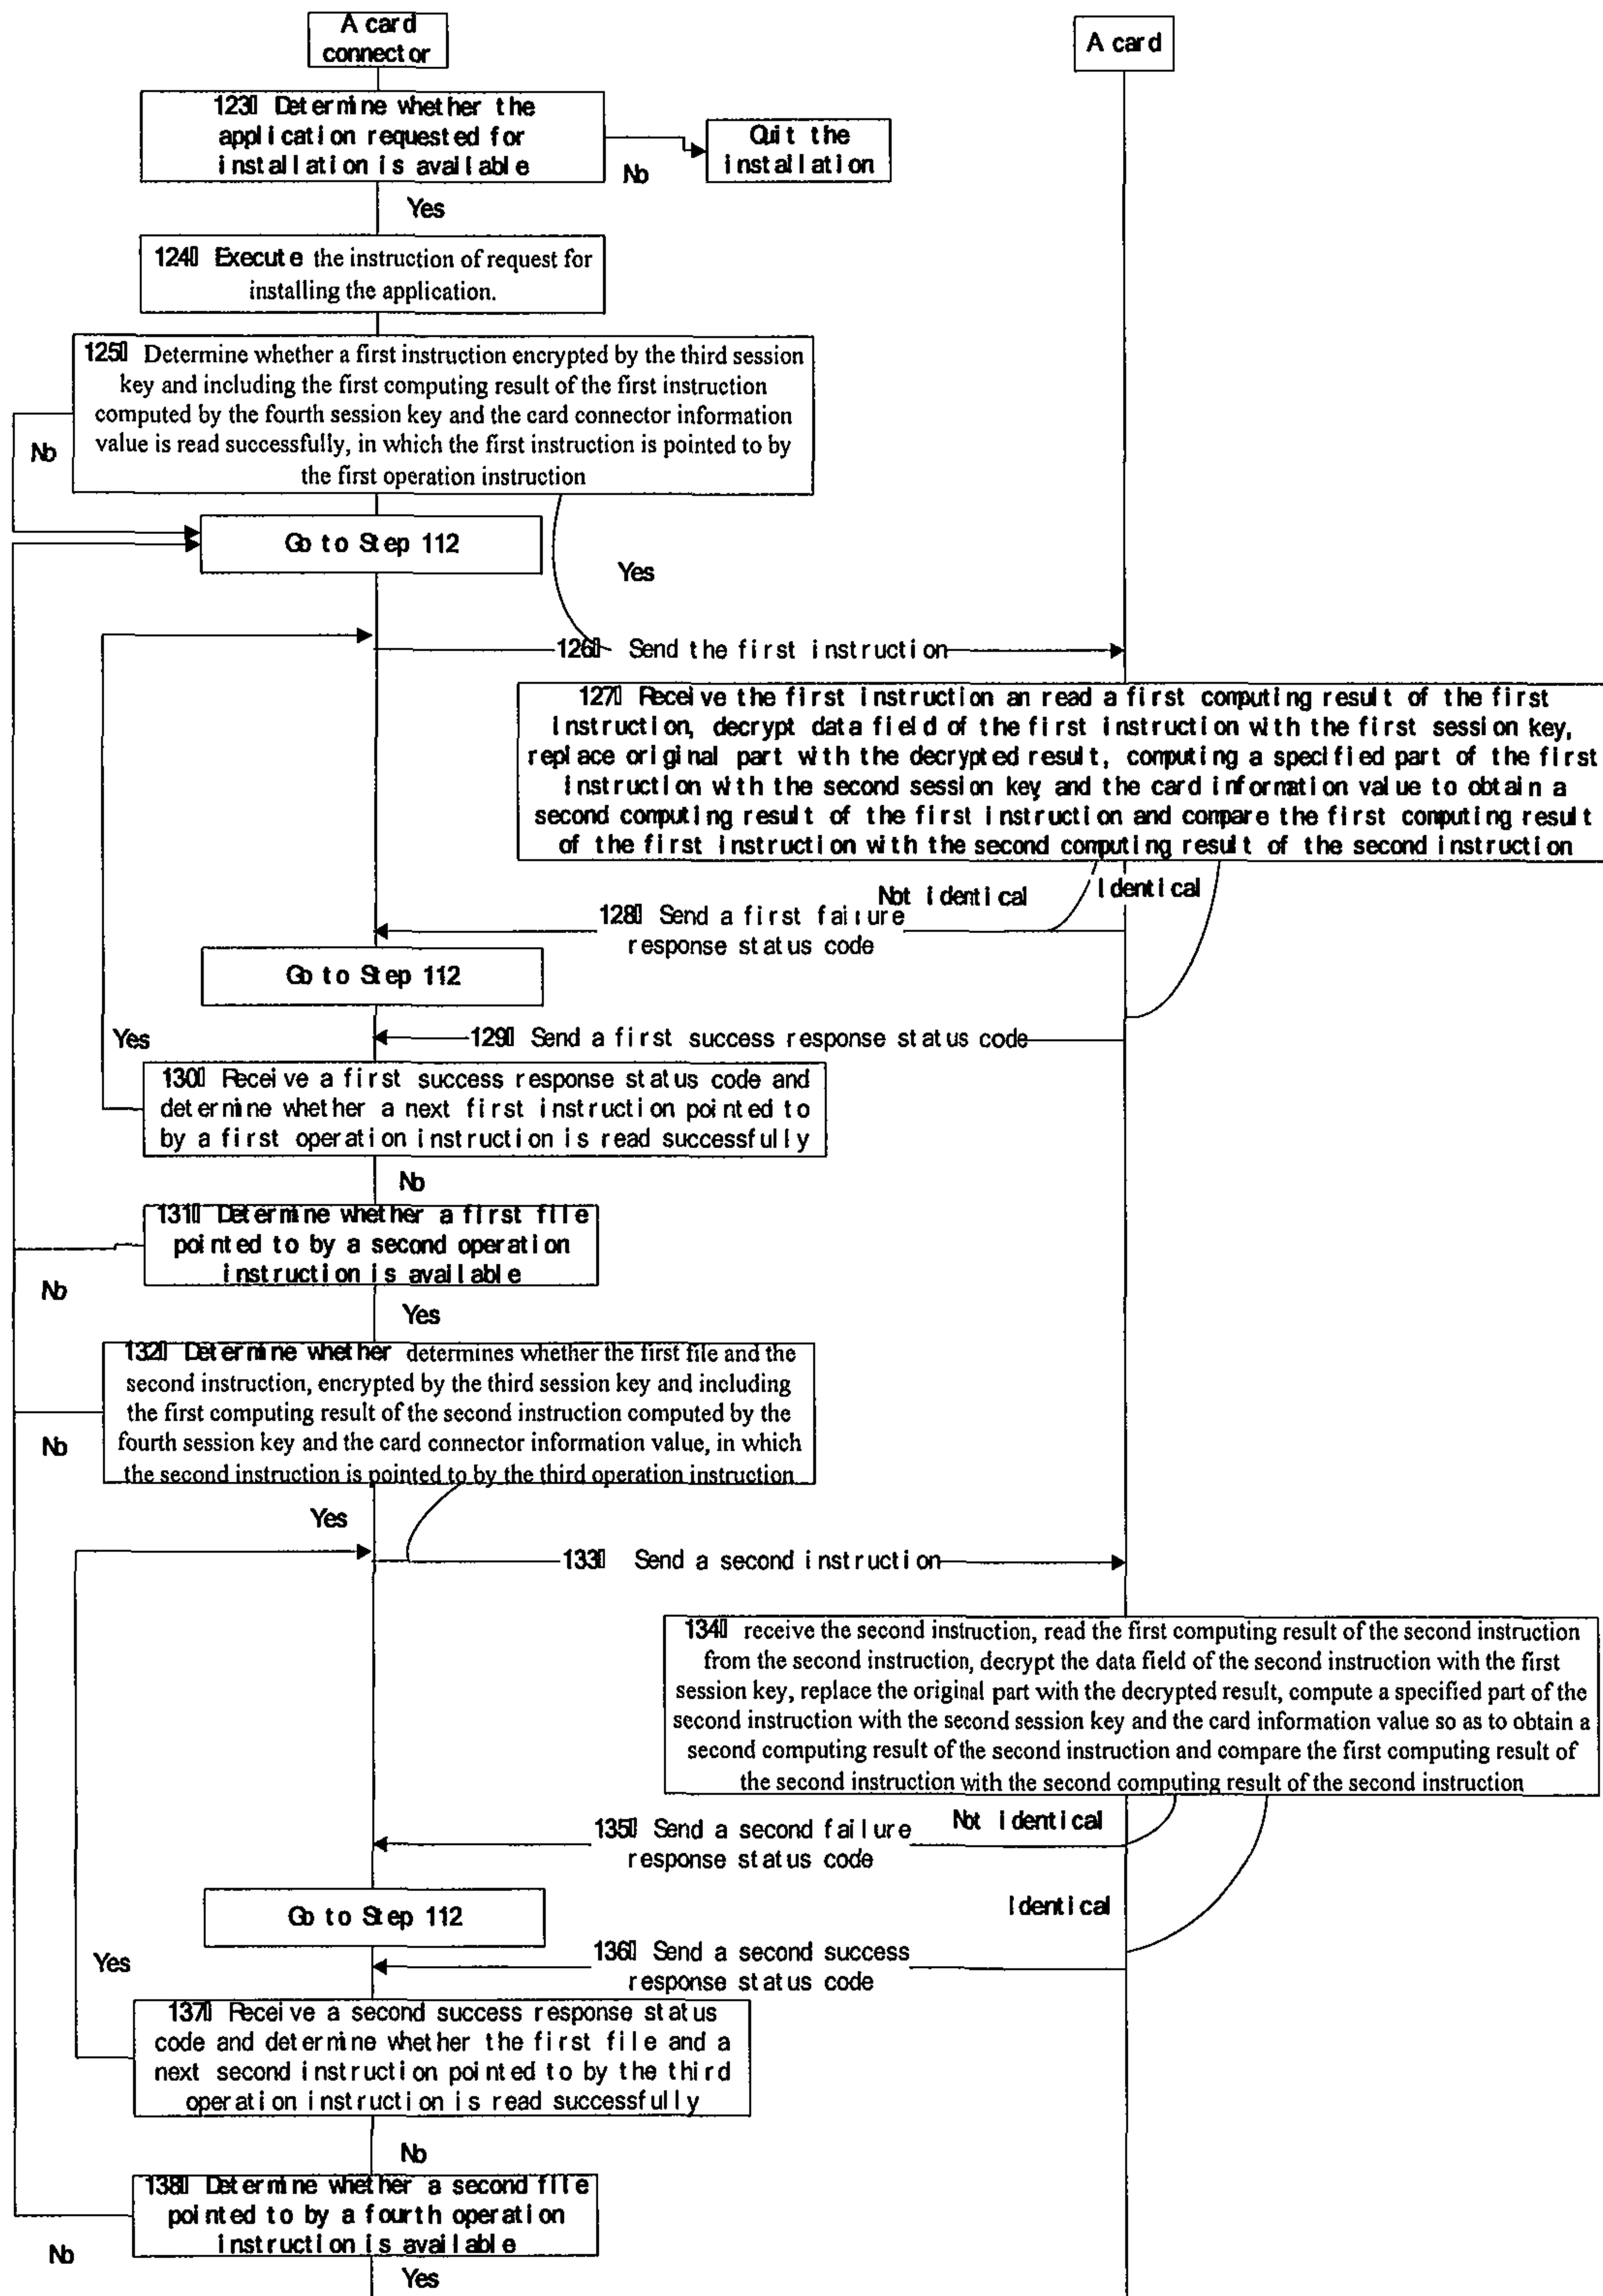 A card
connector
A card
123▯ Determine whether the
application requested for
installation is available
No
Quit the
installation
Yes
124▯ Execute the instruction of request for
installing the application.
125▯ Determine whether a first instruction encrypted by the third session
key and including the first computing result of the first instruction
computed by the fourth session key and the card connector information
value is read successfully, in which the first instruction is pointed to by
the first operation instruction
No
Go to Step 112
Yes
126▯ Send the first instruction
127▯ Receive the first instruction an read a first computing result of the first
instruction, decrypt data field of the first instruction with the first session key,
replace original part with the decrypted result, computing a specified part of the first
instruction with the second session key and the card information value to obtain a
second computing result of the first instruction and compare the first computing result
of the first instruction with the second computing result of the second instruction
Not identical
Identical
128▯ Send a first failure
response status code
Go to Step 112
129▯ Send a first success response status code
Yes
130▯ Receive a first success response status code and
determine whether a next first instruction pointed to
by a first operation instruction is read successfully
No
131▯ Determine whether a first file
pointed to by a second operation
instruction is available
No
Yes
132▯ Determine whether determines whether the first file and the
second instruction, encrypted by the third session key and including
the first computing result of the second instruction computed by the
fourth session key and the card connector information value, in which
the second instruction is pointed to by the third operation instruction
No
Yes
133▯ Send a second instruction
134▯ receive the second instruction, read the first computing result of the second instruction
from the second instruction, decrypt the data field of the second instruction with the first
session key, replace the original part with the decrypted result, compute a specified part of the
second instruction with the second session key and the card information value so as to obtain a
second computing result of the second instruction and compare the first computing result of
the second instruction with the second computing result of the second instruction
Not identical
135▯ Send a second failure
response status code
Identical
Go to Step 112
136▯ Send a second success
response status code
Yes
137▯ Receive a second success response status
code and determine whether the first file and a
next second instruction pointed to by the third
operation instruction is read successfully
No
138▯ Determine whether a second file
pointed to by a fourth operation
instruction is available
No
Yes